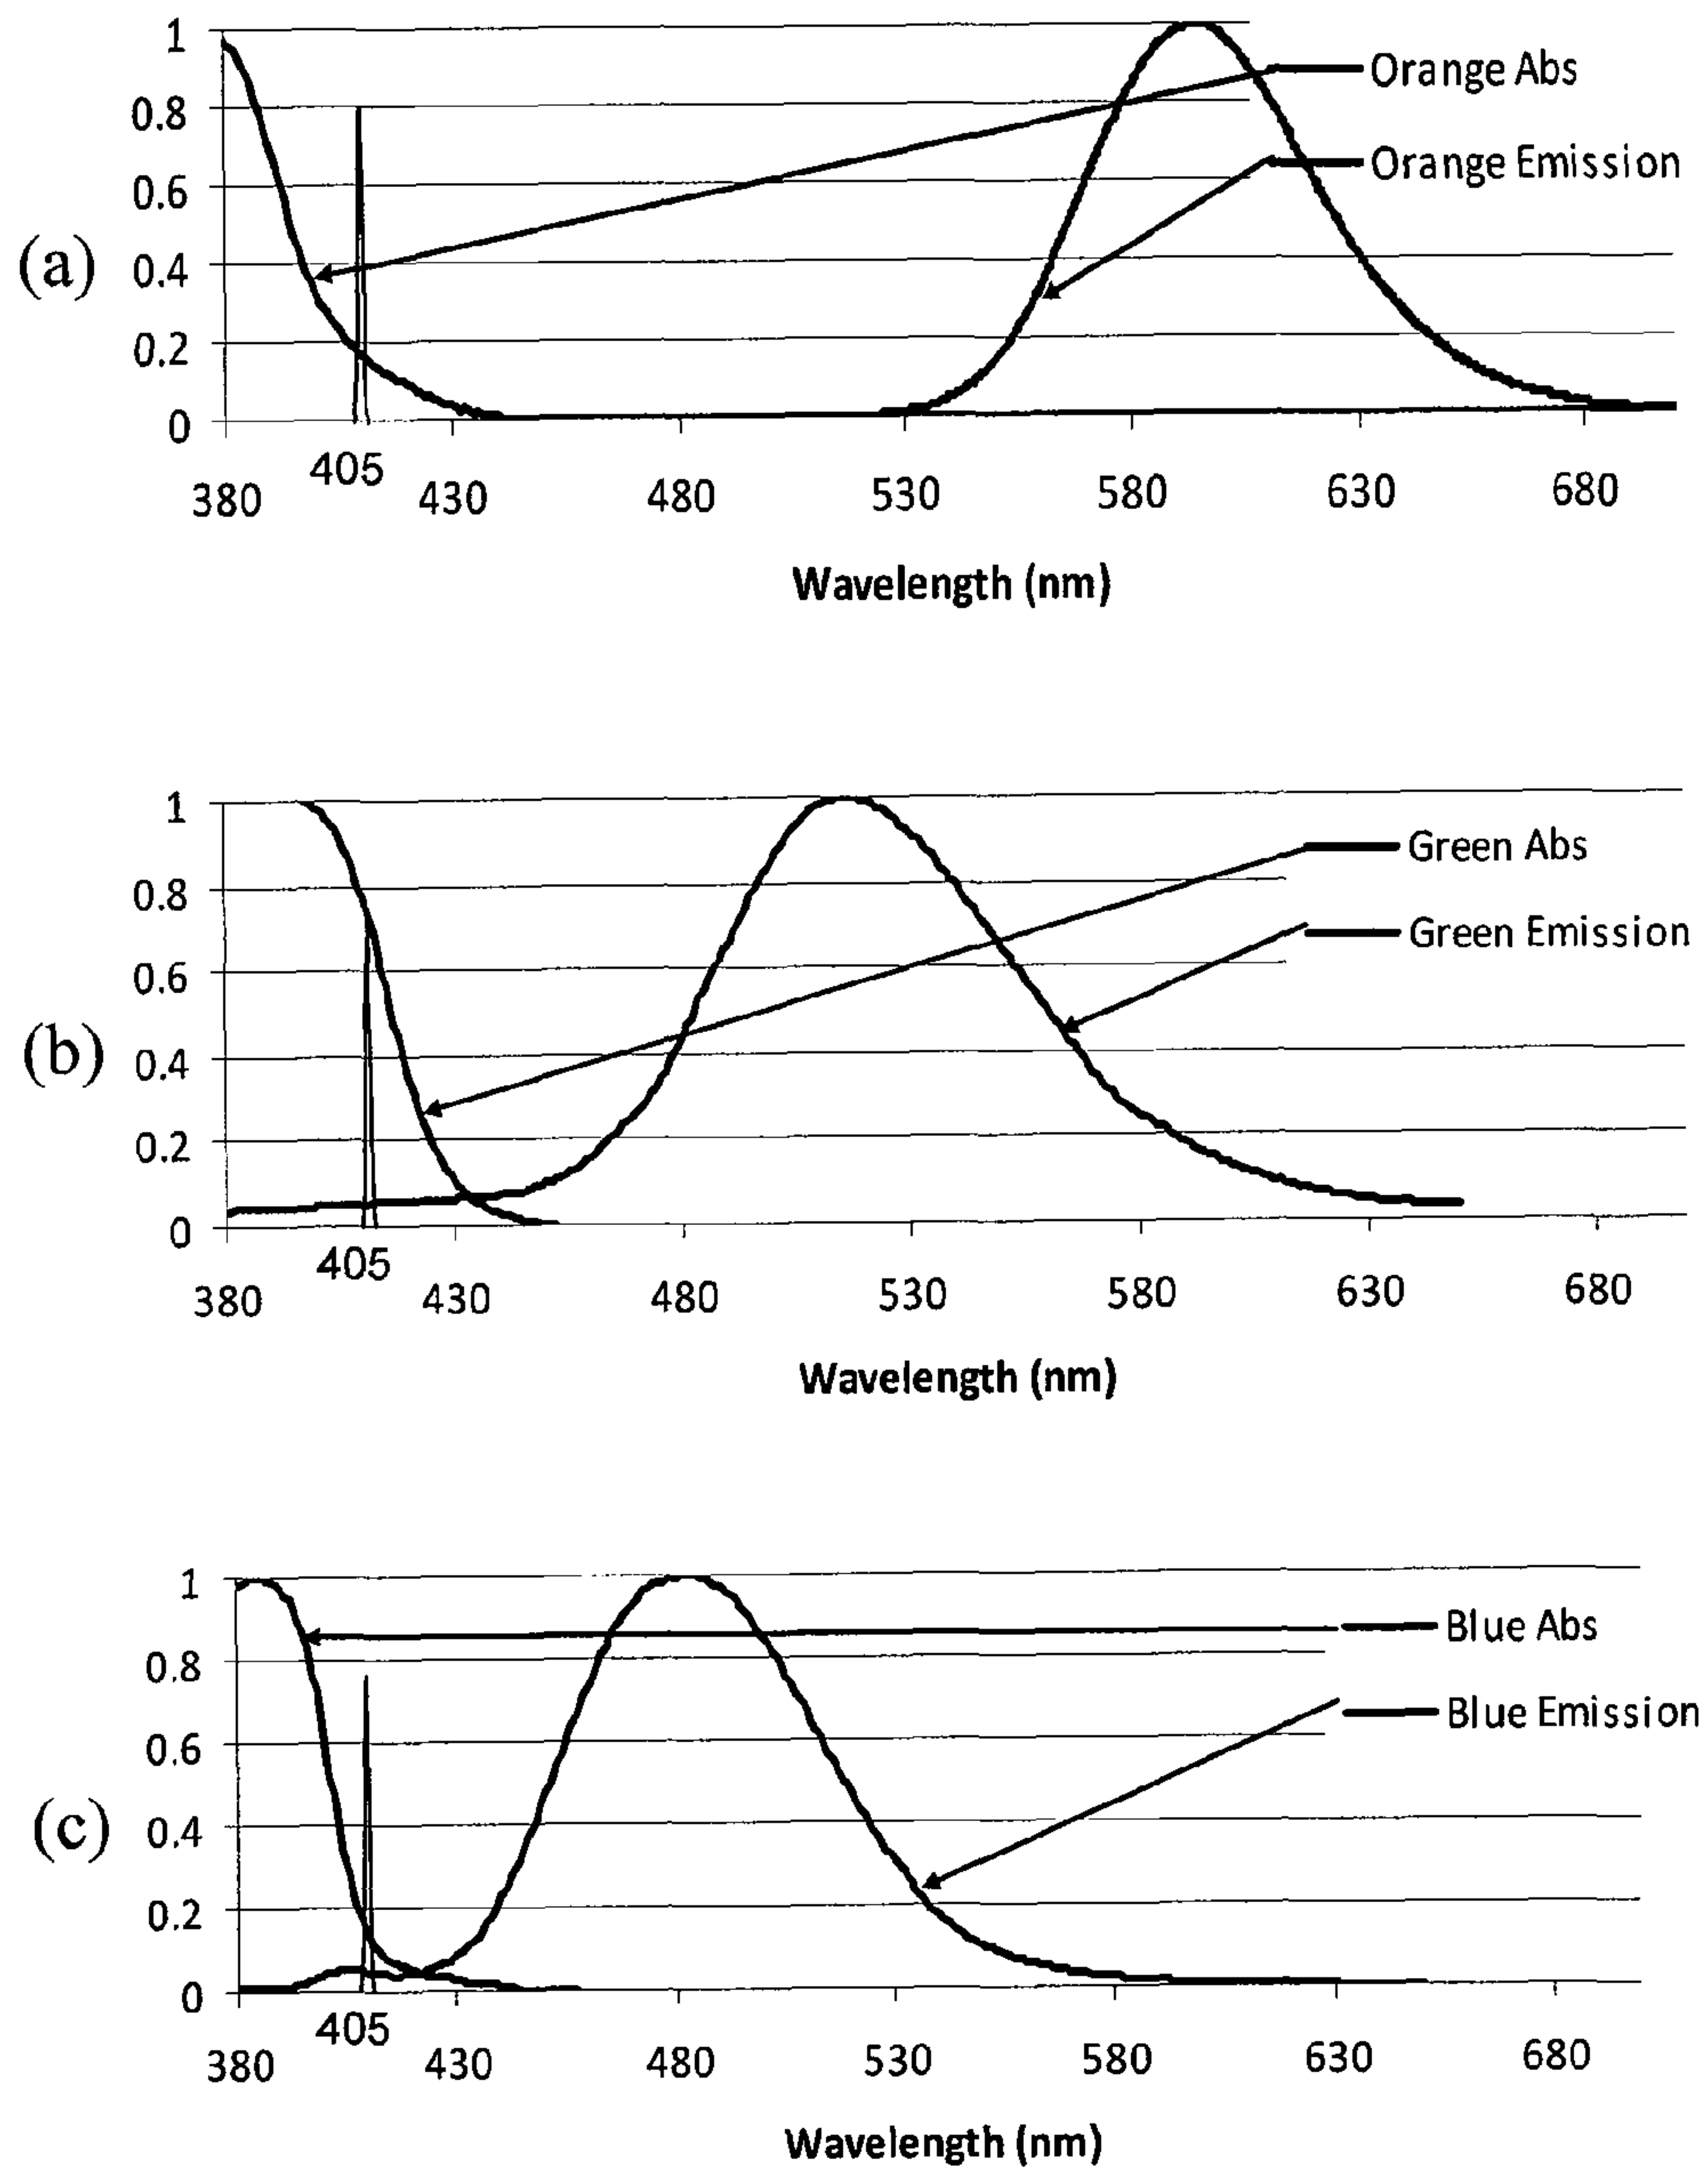 1
Orange Abs
0.8
Orange Emission
0.6
(a)
0.4
0.2
0
405
380 430 480 530 580 630 680
Wavelength (nm)
1
Green Abs
0.8
Green Emission
0.6
(b)
0.4
0.2
0
405
380 430 480 530 580 630 680
Wavelength (nm)
1
Blue Abs
0.8
Blue Emission
0.6
(c)
0.4
0.2
0
405
380 430 480 530 580 630 680
Wavelength (nm)